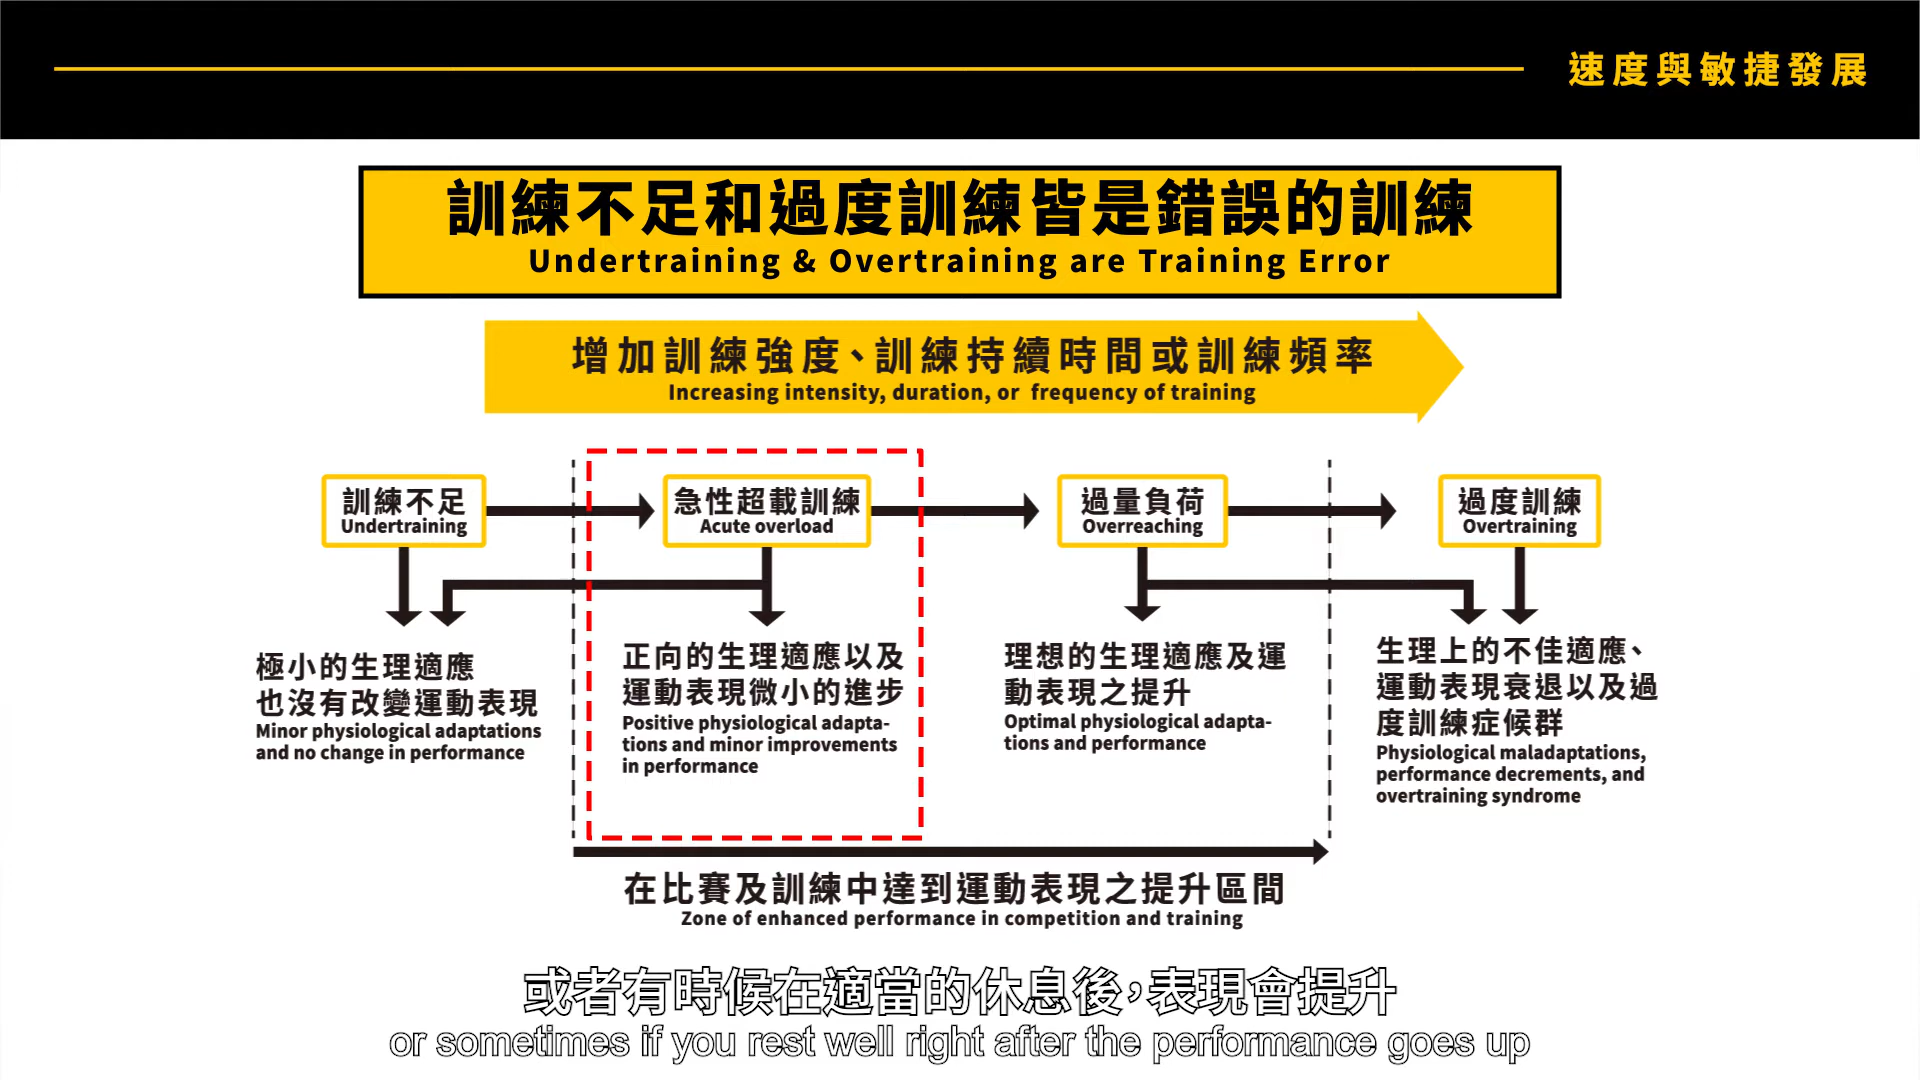 速度與敏捷發展
訓練不足和過度訓練皆是錯誤的訓練
Undertraining & Overtraining are Training Error
增加訓練強度、訓練持續時間或訓練頻率
Increasing intensity, duration, or frequency of training
訓練不足
Undertraining
急性超載訓練
Acute overload
過量負荷
Overreaching
過度訓練
Overtraining
極小的生理適應
也沒有改變運動表現
Minor physiological adaptations
and no change in performance
正向的生理適應以及
運動表現微小的進步
Positive physiological adapta-
tions and minor improvements
in performance
理想的生理適應及運
動表現之提升
Optimal physiological adapta-
tions and performance
生理上的不佳適應、
運動表現衰退以及過
度訓練症候群
Physiological maladaptations,
performance decrements, and
overtraining syndrome
在比賽及訓練中達到運動表現之提升區間
Zone of enhanced performance in competition and training
或者有時候在適當的休息後，表現會提升
or sometimes if you rest well right after the performance goes up